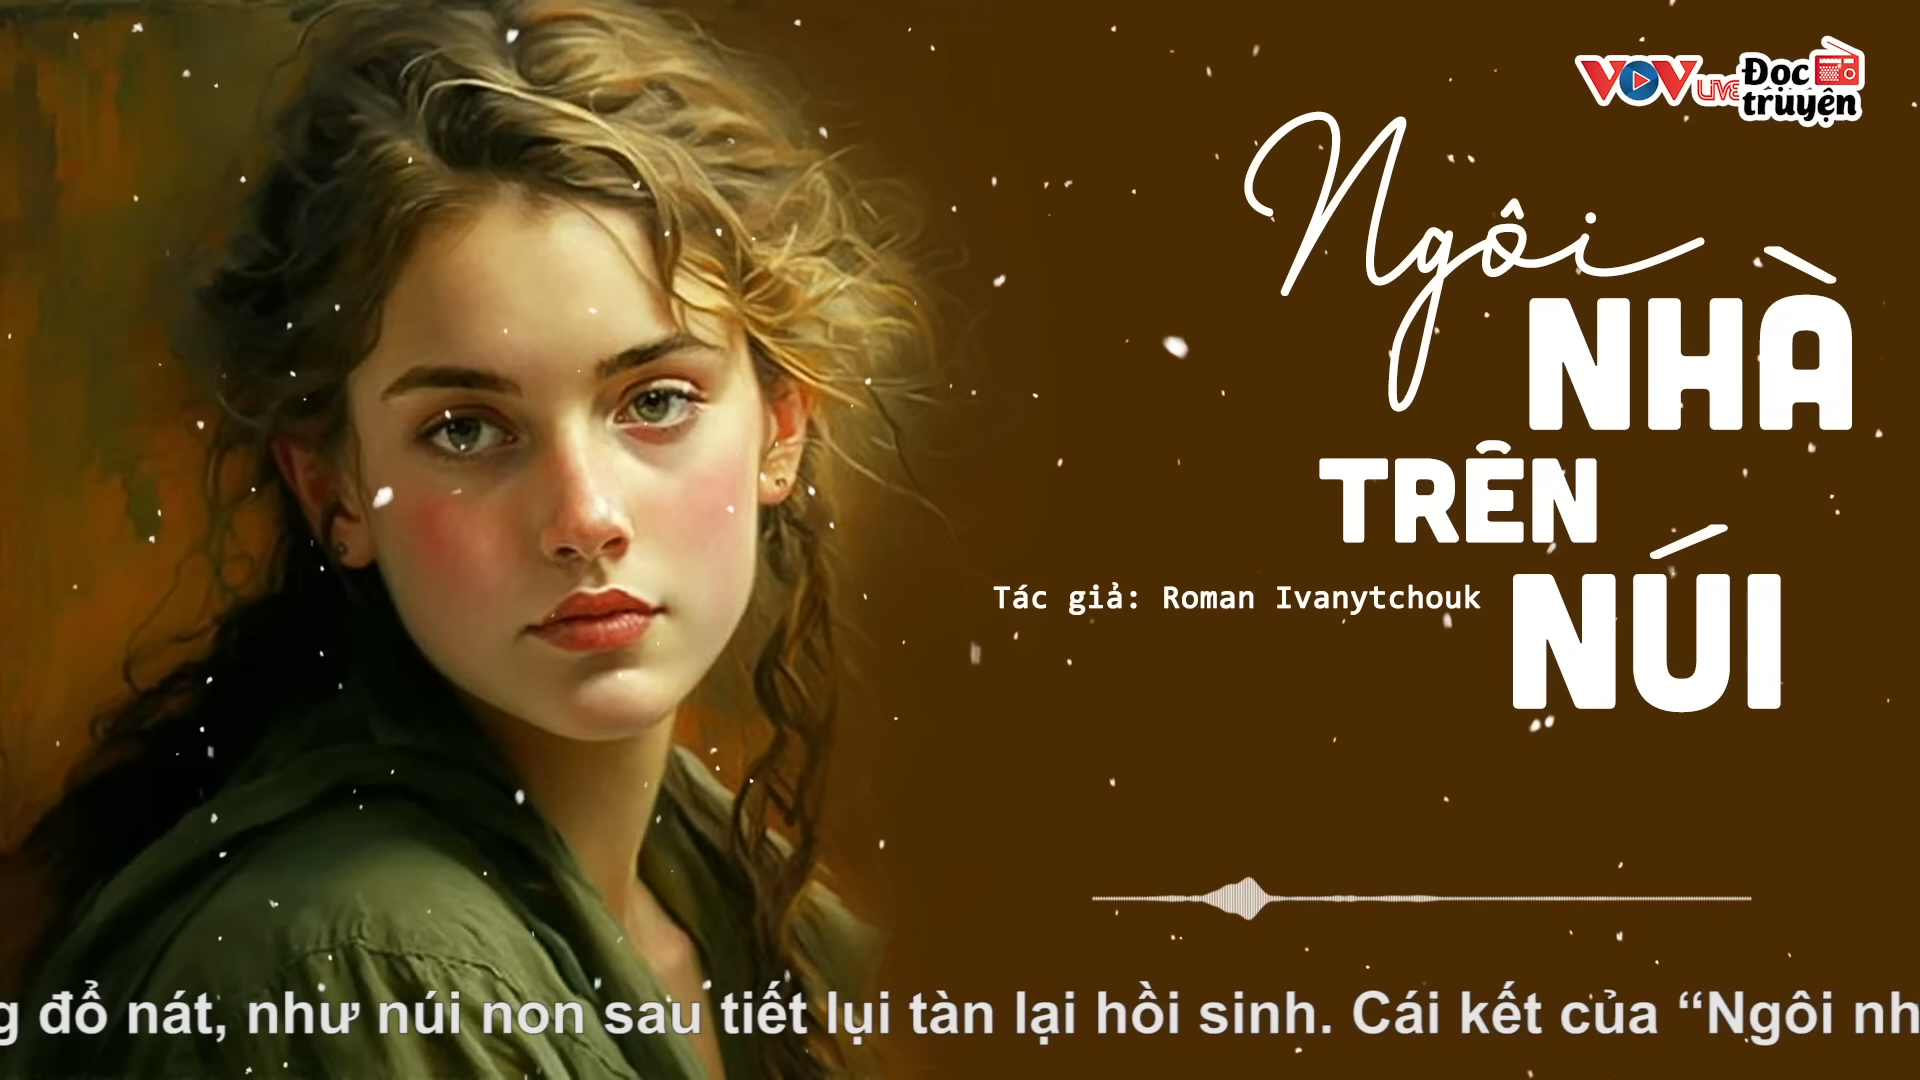 VOV LIVE Đọc
truyện
Ngôi
NHÀ
TRÊN
NÚI
Tác giả: Roman Ivanytchouk
g đổ nát, như núi non sau tiết lụi tàn lại hồi sinh. Cái kết của “Ngôi nh